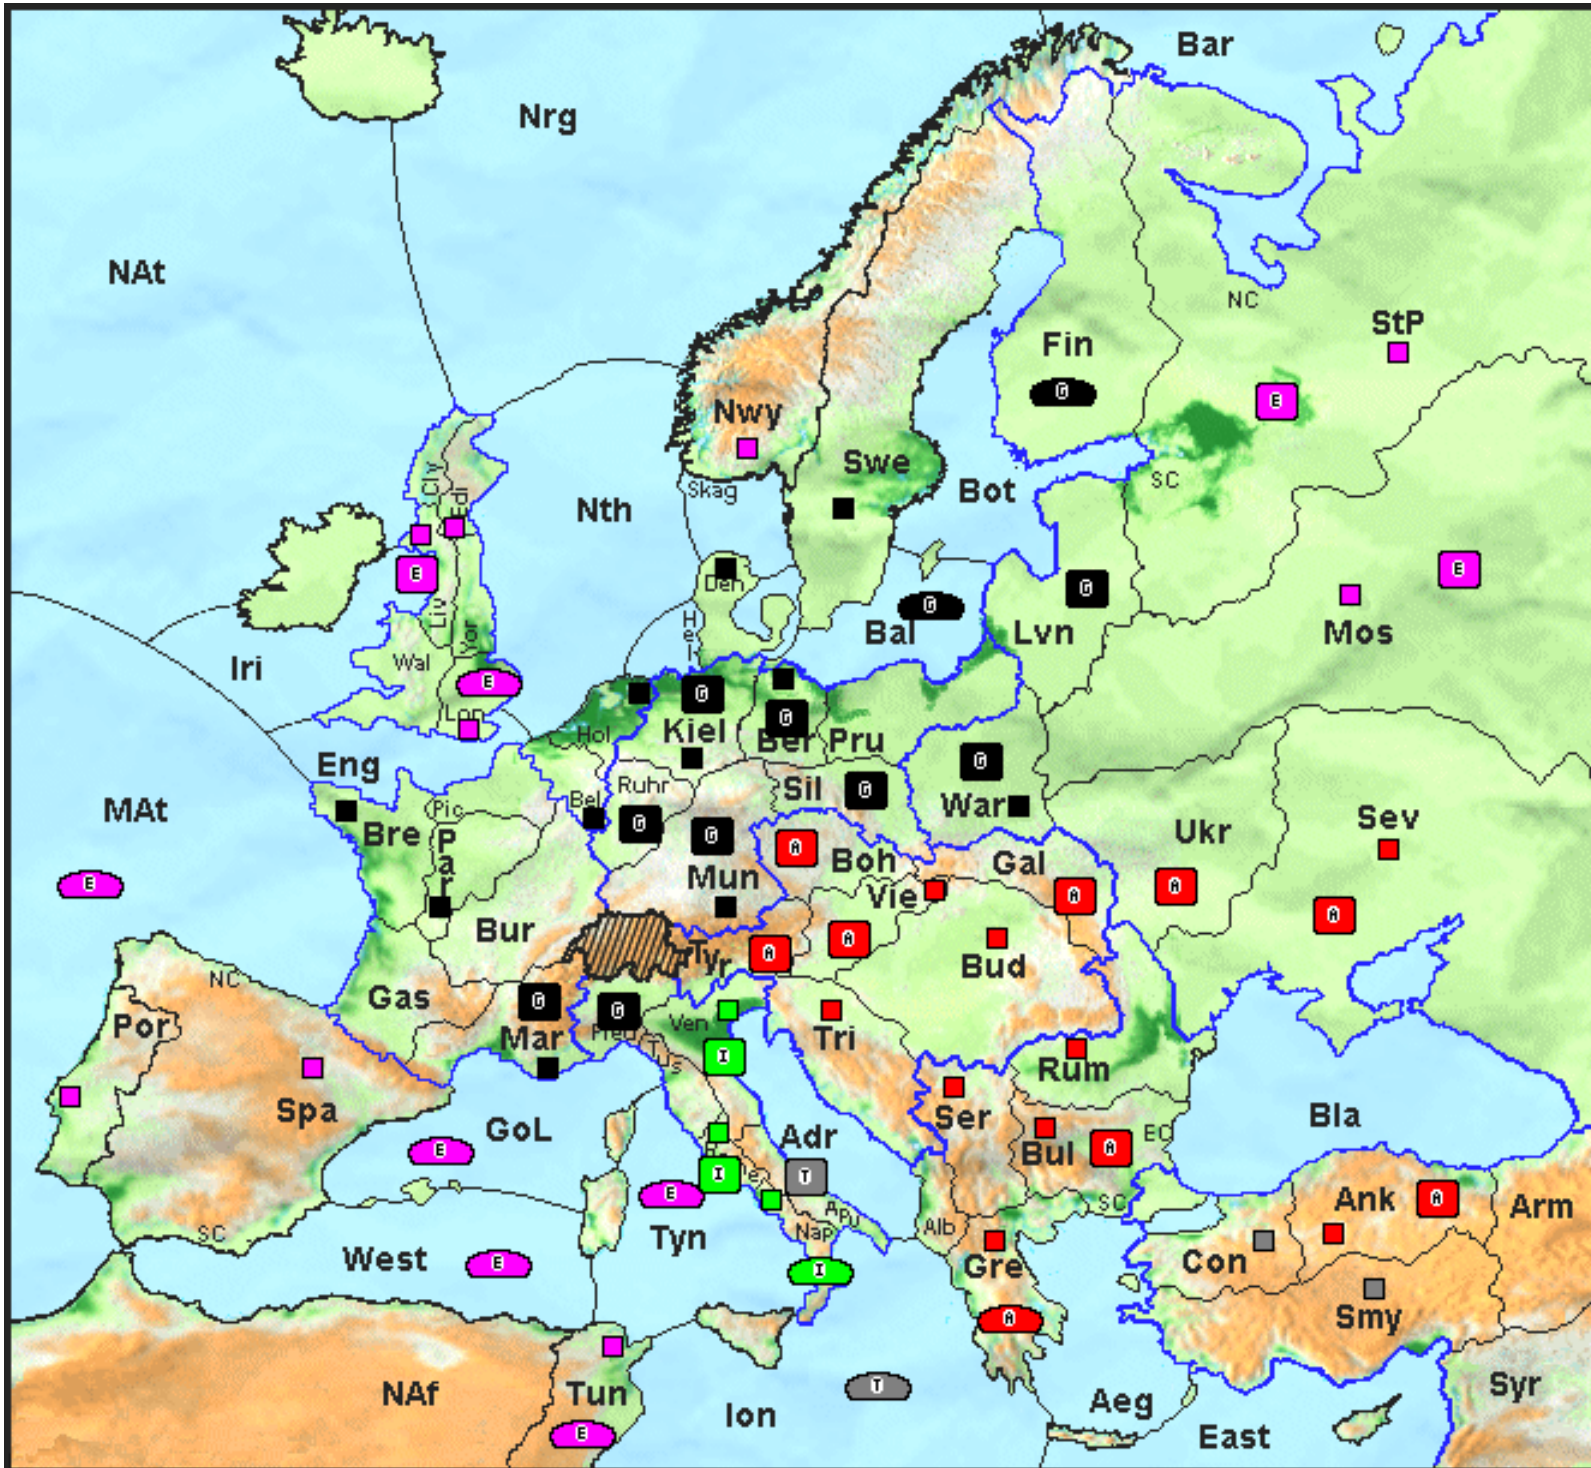 Bar
Nrg
NAt
NC
StP
Fin
G
E
Nwy
Swe
Skag
Nth
Bot
SC
Cly
Edi
E
Den
G
Bal
G
Lvn
E
Mos
Hel
Liv
Yor
Wal
Iri
E
Lon
Hol
G
Kiel
G
Ber
Pru
G
War
Eng
Ruhr
Sil
G
MAt
Pic
Bel
Bre
Par
G
G
Mun
A
Boh
Gal
Ukr
Sev
E
Vie
A
A
A
Bur
Tyr
A
A
Bud
NC
Gas
G
Mar
G
Pied
Ven
Tus
Tri
Por
I
Rum
Spa
GoL
Ser
Adr
Bul
A
EC
Bla
E
Rome
I
T
E
Tyn
Apu
Nap
Alb
SC
Ank
A
Arm
SC
West
E
I
Gre
Con
A
Smy
NAf
Tun
E
Ion
T
Aeg
East
Syr